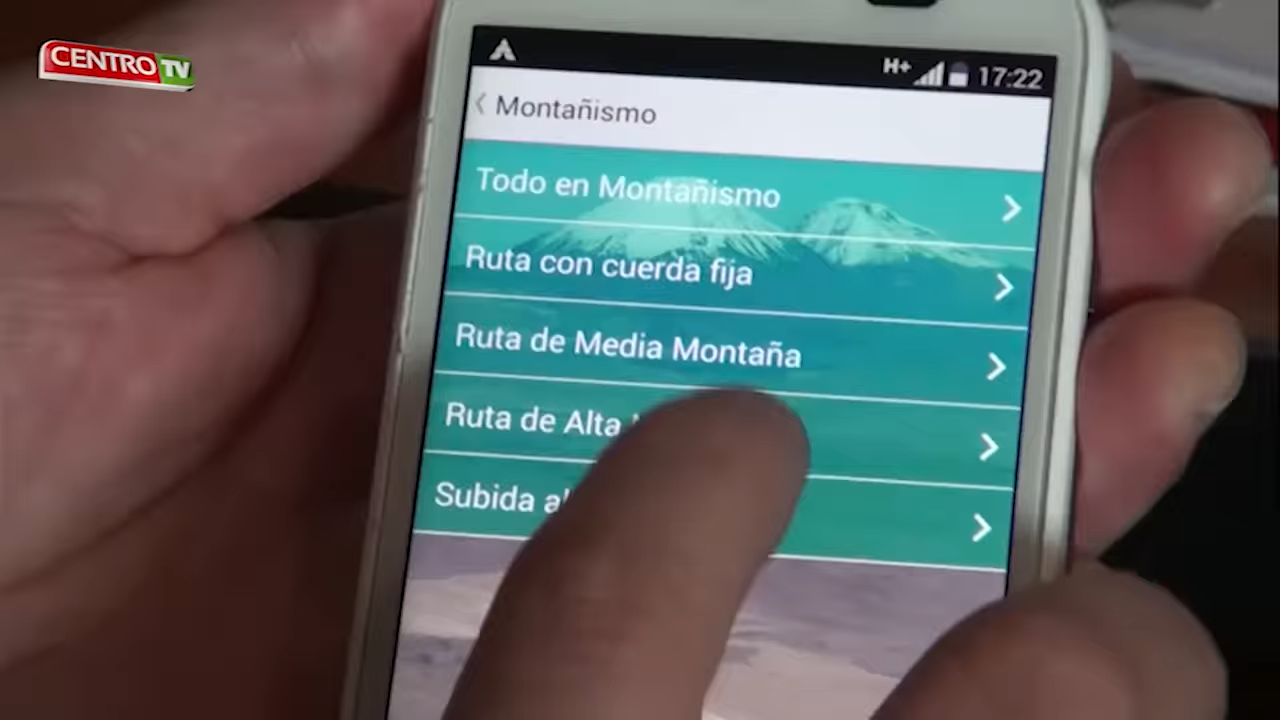 CENTRO TV
H+ 17:22
Montañismo
Todo en Montañismo
Ruta con cuerda fija
Ruta de Media Montaña
Ruta de Alta
Subida